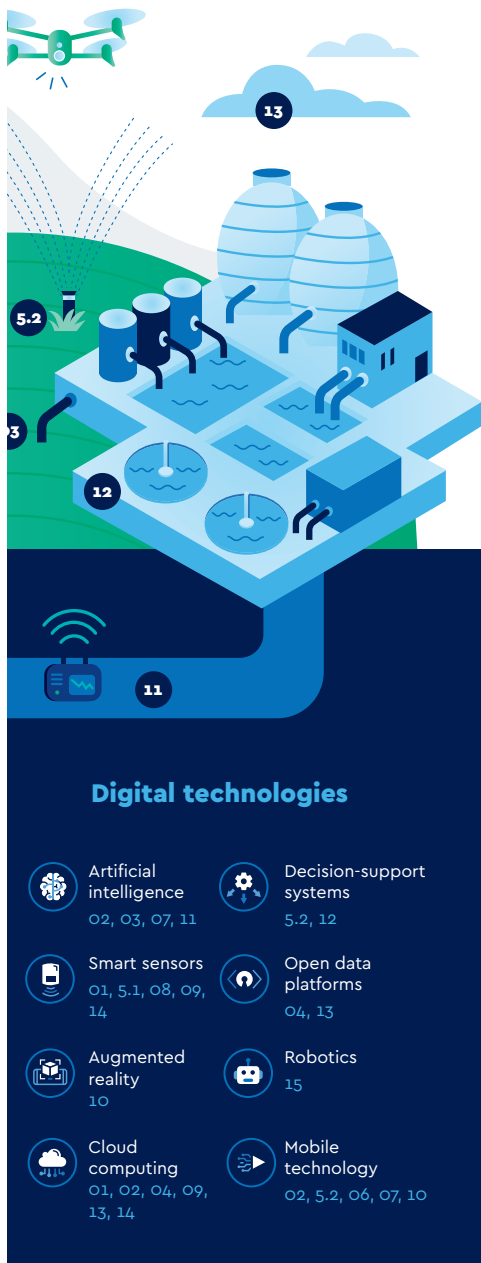 13
5.2
03
12
11
Digital technologies
Artificial
intelligence
02, 03, 07, 11
Decision-support
systems
5.2, 12
Smart sensors
01, 5.1, 08, 09,
14
Open data
platforms
04, 13
Augmented
reality
10
Robotics
15
Cloud
computing
01, 02, 04, 09,
13, 14
Mobile
technology
02, 5.2, 06, 07, 10